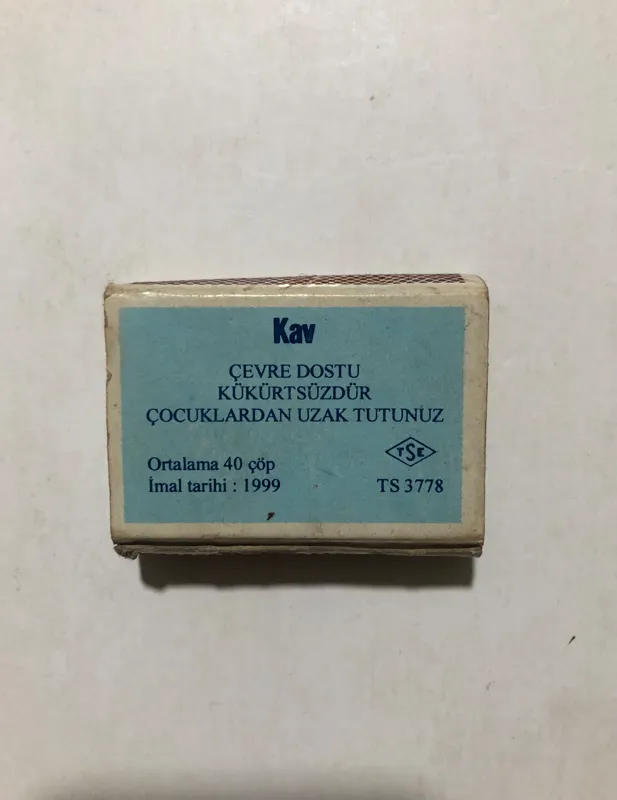 Kav
ÇEVRE DOSTU
KÜKÜRTSÜZDÜR
ÇOCUKLARDAN UZAK TUTUNUZ
TSE
Ortalama 40 çöp
İmal tarihi : 1999
TS 3778